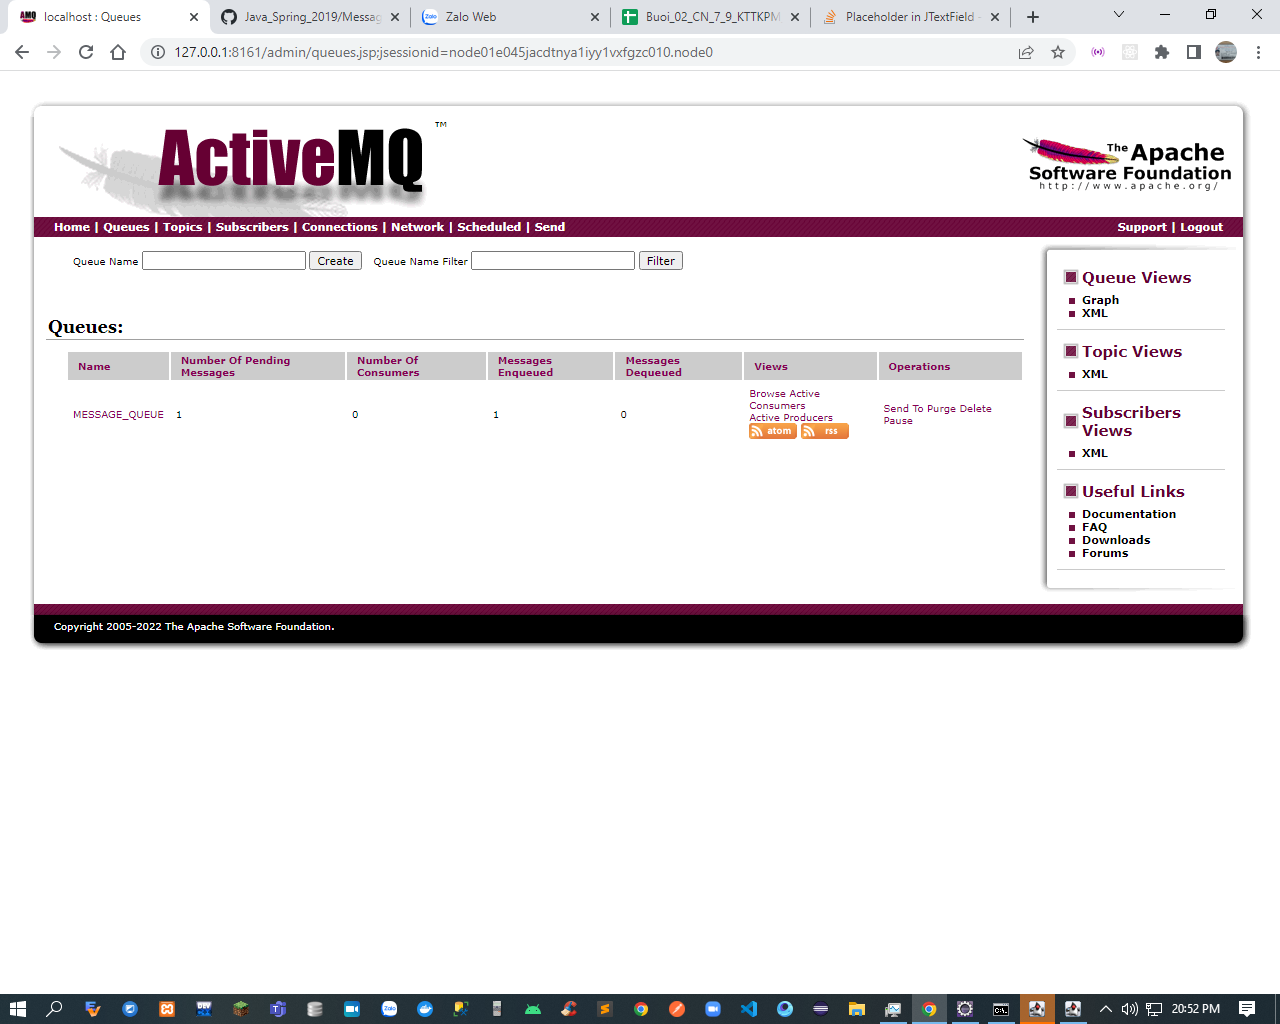 localhost : Queues
Java_Spring_2019/Messag
Zalo Web
Buoi_02_CN_7_9_KTTKPM
Placeholder in JTextField -
127.0.0.1:8161/admin/queues.jsp;jsessionid=node01e045jacdtnya1iyy1vxfgzc010.node0
ActiveMQ ™
The Apache
Software Foundation
http://www.apache.org/
Home | Queues | Topics | Subscribers | Connections | Network | Scheduled | Send
Support | Logout
Queue Name Create Queue Name Filter Filter
Queues:
Name Number Of Pending Messages Number Of Consumers Messages Enqueued Messages Dequeued Views Operations
MESSAGE_QUEUE 1 0 1 0
Browse Active
Consumers
Active Producers
atom rss
Send To Purge Delete
Pause
Queue Views
Graph
XML
Topic Views
XML
Subscribers
Views
XML
Useful Links
Documentation
FAQ
Downloads
Forums
Copyright 2005-2022 The Apache Software Foundation.
20:52 PM